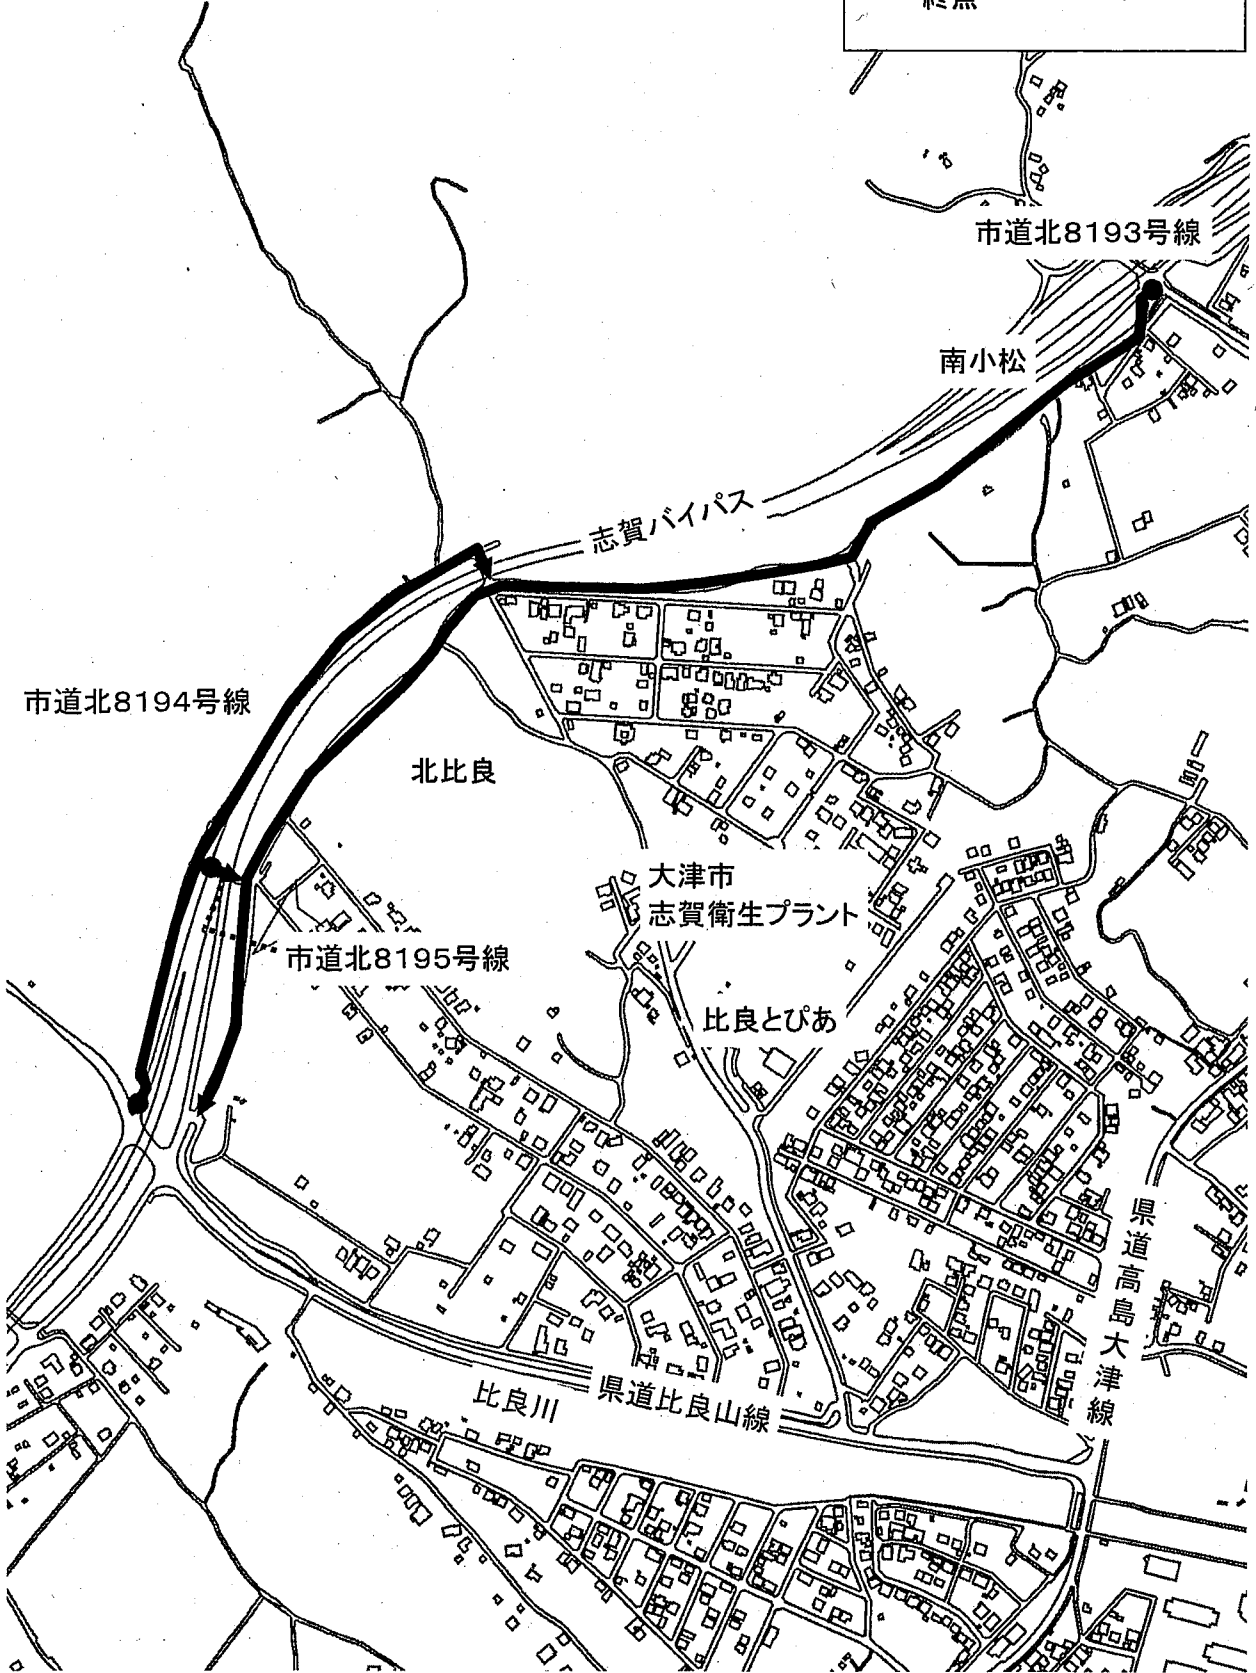 終点
市道北8193号線
南小松
志賀バイパス
市道北8194号線
北比良
大津市
志賀衛生プラント
市道北8195号線
比良とぴあ
県道高島大津線
県道比良山線
比良川